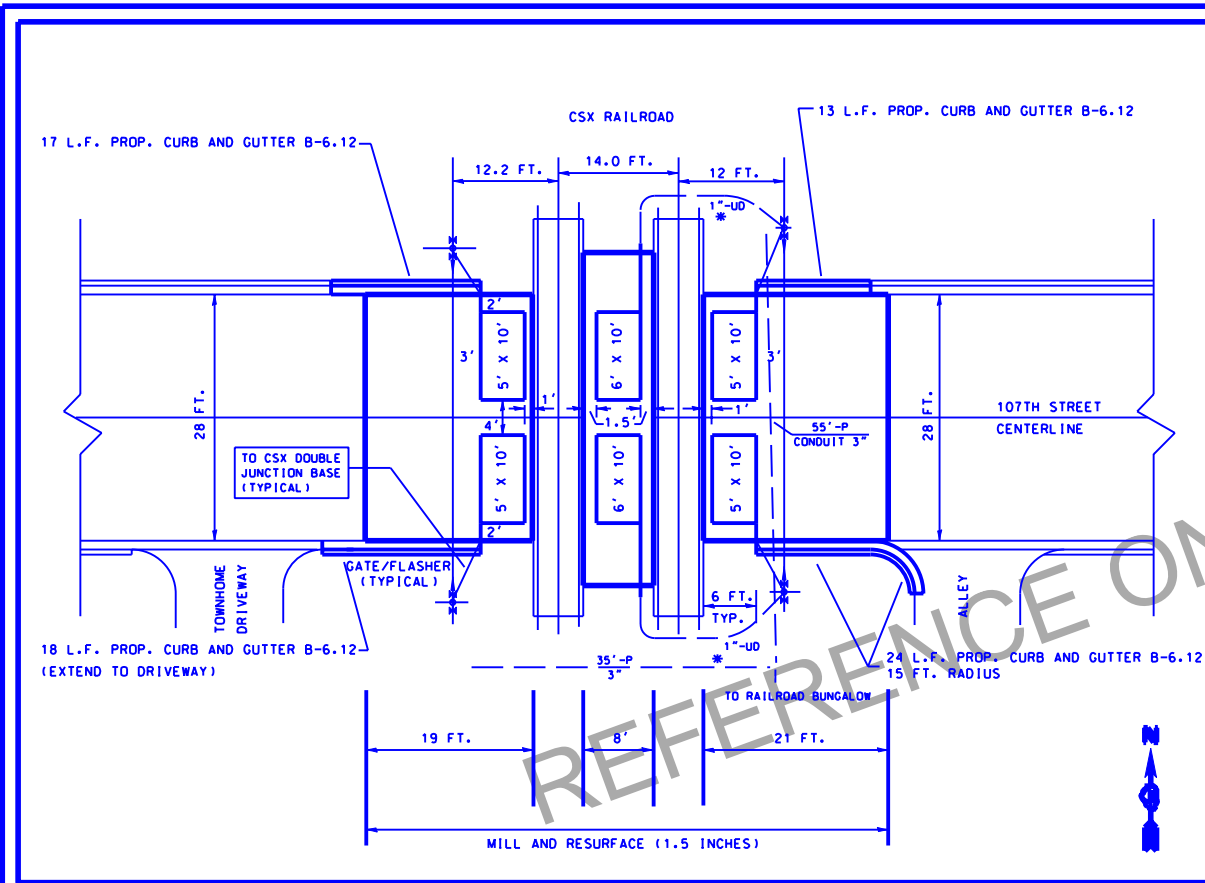 CSX RAILROAD
13 L.F. PROP. CURB AND GUTTER B-6.12
17 L.F. PROP. CURB AND GUTTER B-6.12
12.2 FT.
14.0 FT.
12 FT.
1"-UD
*
2'
3'
5' X 10'
6' X 10'
5' X 10'
3'
28 FT.
1'
1.5'
1'
4'
55'-P
CONDUIT 3"
28 FT.
107TH STREET
CENTERLINE
TO CSX DOUBLE
JUNCTION BASE
(TYPICAL)
5' X 10'
6' X 10'
5' X 10'
2'
GATE/FLASHER
(TYPICAL)
TOWNHOME
DRIVEWAY
6 FT.
TYP.
ALLEY
1"-UD
*
18 L.F. PROP. CURB AND GUTTER B-6.12
(EXTEND TO DRIVEWAY)
35'-P
3"
24 L.F. PROP. CURB AND GUTTER B-6.12
15 FT. RADIUS
TO RAILROAD BUNGALOW
19 FT.
8'
21 FT.
MILL AND RESURFACE (1.5 INCHES)
N
REFERENCE ON